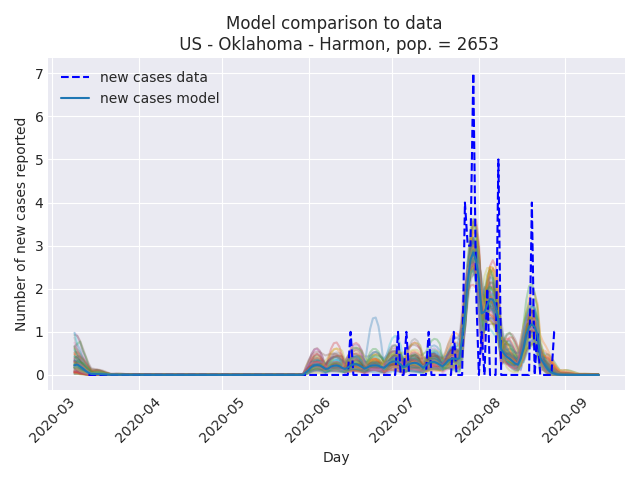 Model comparison to data
US - Oklahoma - Harmon, pop. = 2653
new cases data
new cases model
Number of new cases reported
7
6
5
4
3
2
1
0
2020-03
2020-04
2020-05
2020-06
2020-07
2020-08
2020-09
Day